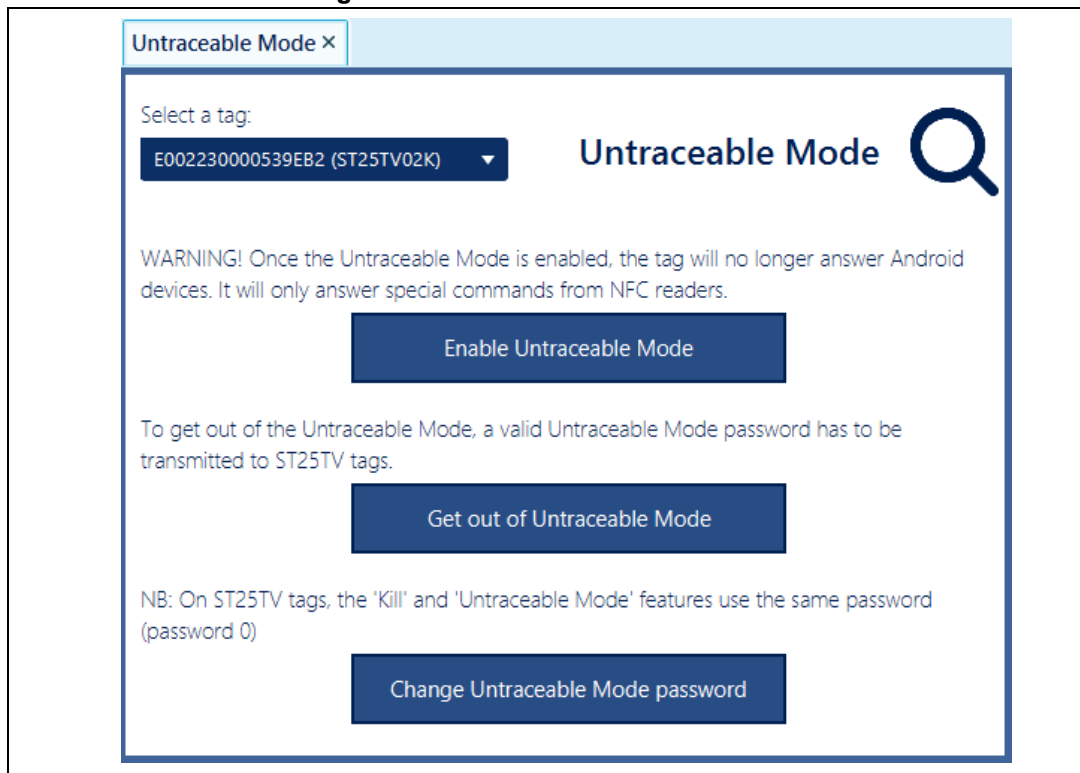 Untraceable Mode ×
Select a tag:
E002230000539EB2 (ST25TV02K)
Untraceable Mode
WARNING! Once the Untraceable Mode is enabled, the tag will no longer answer Android
devices. It will only answer special commands from NFC readers.
Enable Untraceable Mode
To get out of the Untraceable Mode, a valid Untraceable Mode password has to be
transmitted to ST25TV tags.
Get out of Untraceable Mode
NB: On ST25TV tags, the 'Kill' and 'Untraceable Mode' features use the same password
(password 0)
Change Untraceable Mode password